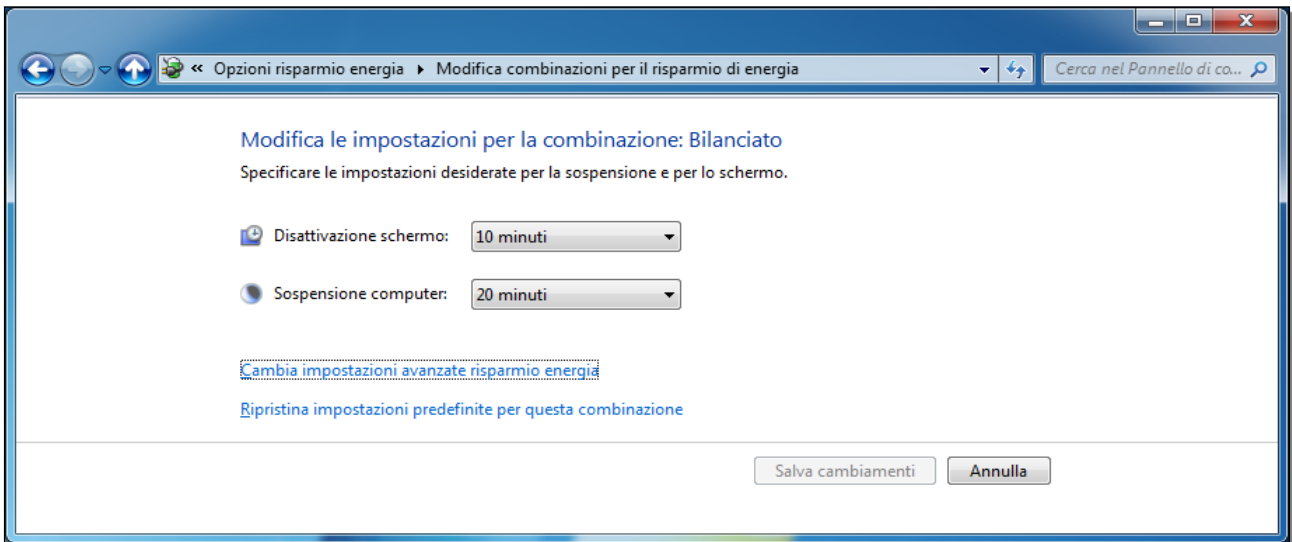 « Opzioni risparmio energia ▸ Modifica combinazioni per il risparmio di energia
Cerca nel Pannello di co...
Modifica le impostazioni per la combinazione: Bilanciato
Specificare le impostazioni desiderate per la sospensione e per lo schermo.
Disattivazione schermo: 10 minuti
Sospensione computer: 20 minuti
Cambia impostazioni avanzate risparmio energia
Ripristina impostazioni predefinite per questa combinazione
Salva cambiamenti Annulla